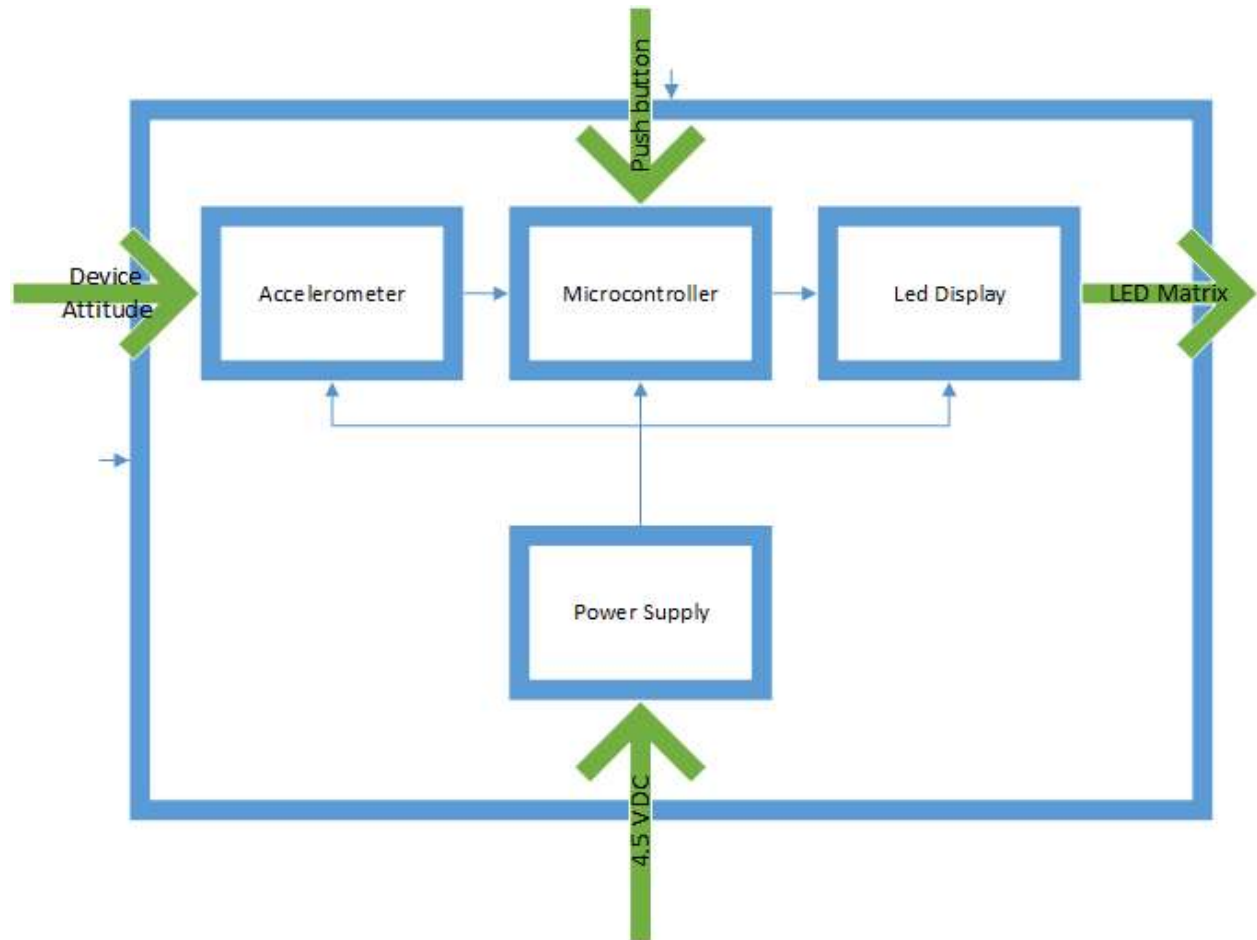 Push button
Device
Attitude
Accelerometer
Microcontroller
Led Display
LED Matrix
Power Supply
4.5 VDC